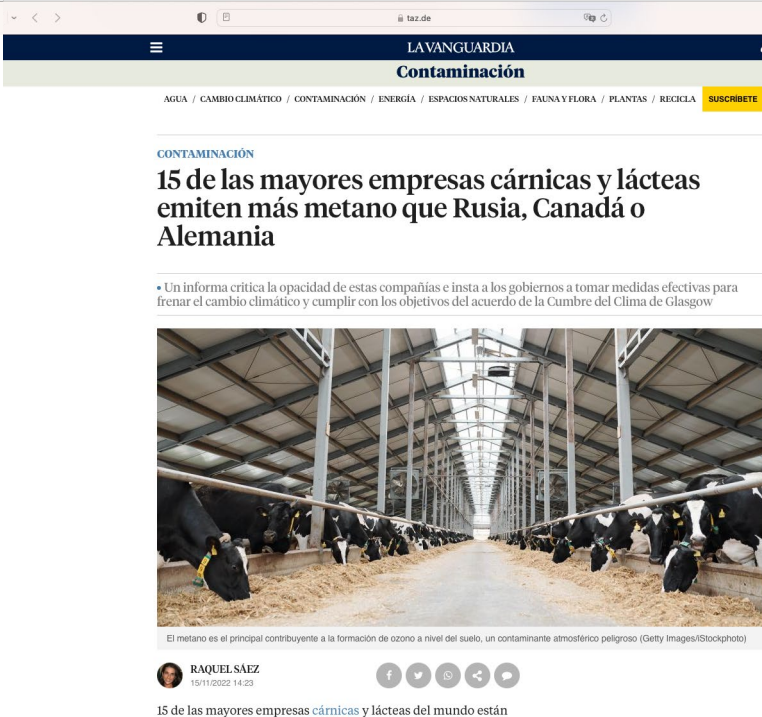 taz.de
LA VANGUARDIA
Contaminación
AGUA / CAMBIO CLIMÁTICO / CONTAMINACIÓN / ENERGÍA / ESPACIOS NATURALES / FAUNA Y FLORA / PLANTAS / RECICLA SUSCRÍBETE
CONTAMINACIÓN
15 de las mayores empresas cárnicas y lácteas
emiten más metano que Rusia, Canadá o
Alemania
• Un informa critica la opacidad de estas compañías e insta a los gobiernos a tomar medidas efectivas para
frenar el cambio climático y cumplir con los objetivos del acuerdo de la Cumbre del Clima de Glasgow
El metano es el principal contribuyente a la formación de ozono a nivel del suelo, un contaminante atmosférico peligroso (Getty Images/iStockphoto)
RAQUEL SÁEZ
15/11/2022 14:23
15 de las mayores empresas cárnicas y lácteas del mundo están